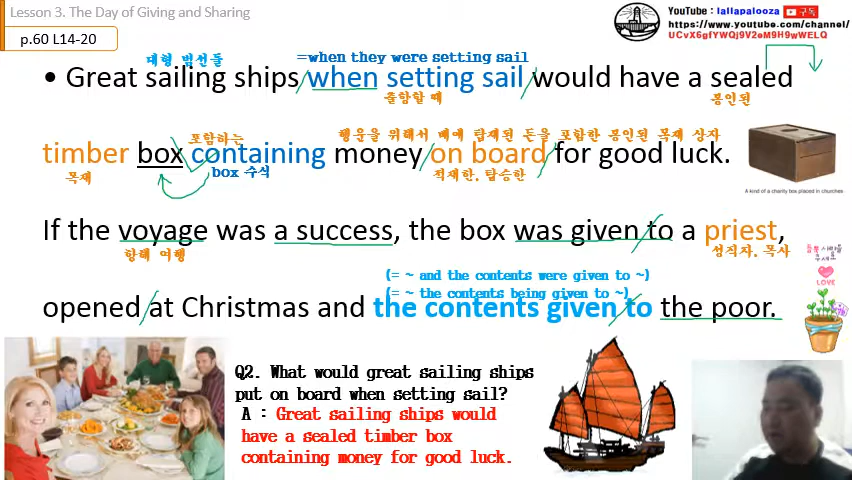 Lesson 3. The Day of Giving and Sharing
p.60 L14-20
YouTube : lallapalooza 구독
https://www.youtube.com/channel/
UCvX6gfYWQj9V2eM9H9wWELQ
대형 범선들
=when they were setting sail
• Great sailing ships when setting sail would have a sealed
출항할 때
봉인된
포함하는
행운을 위해서 배에 탑재된 돈을 포함한 봉인된 목재 상자
timber box containing money on board for good luck.
목재
box 수식
적재한, 탑승한
A kind of charity box placed in churches
If the voyage was a success, the box was given to a priest,
항해 여행
성직자, 목사
(= ~ and the contents were given to ~)
(= ~ the contents being given to ~)
LOVE
opened at Christmas and the contents given to the poor.
Q2. What would great sailing ships
put on board when setting sail?
A : Great sailing ships would
have a sealed timber box
containing money for good luck.